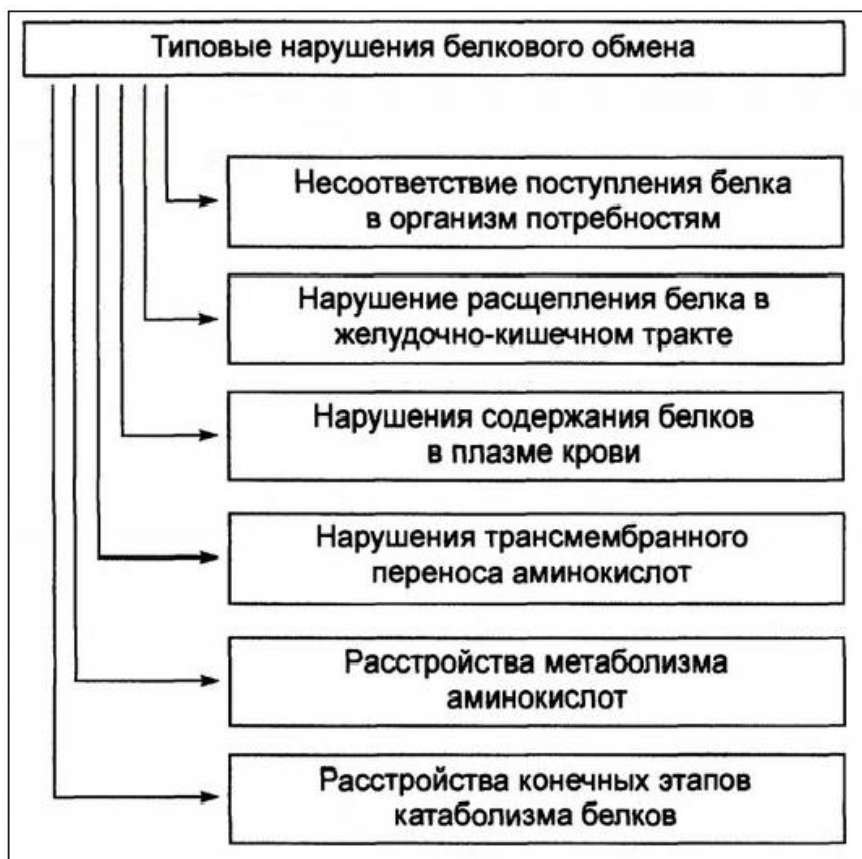 Типовые нарушения белкового обмена
Несоответствие поступления белка
в организм потребностям
Нарушение расщепления белка в
желудочно-кишечном тракте
Нарушения содержания белков
в плазме крови
Нарушения трансмембранного
переноса аминокислот
Расстройства метаболизма
аминокислот
Расстройства конечных этапов
катаболизма белков